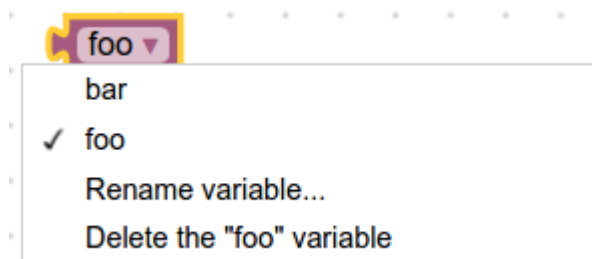 foo
bar
foo
Rename variable...
Delete the "foo" variable